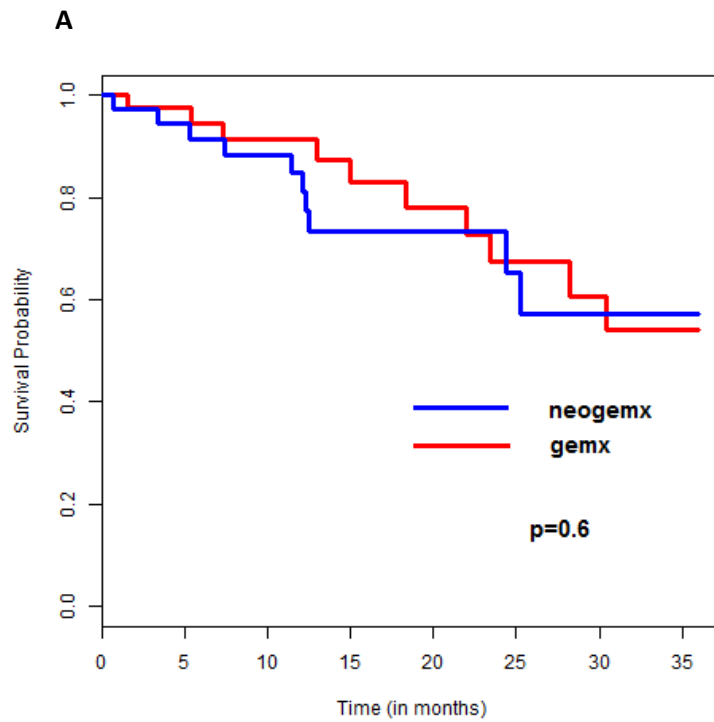 A
Survival Probability
1.0
0.8
0.6
0.4
0.2
0.0
neogemx
gemx
p=0.6
0 5 10 15 20 25 30 35
Time (in months)